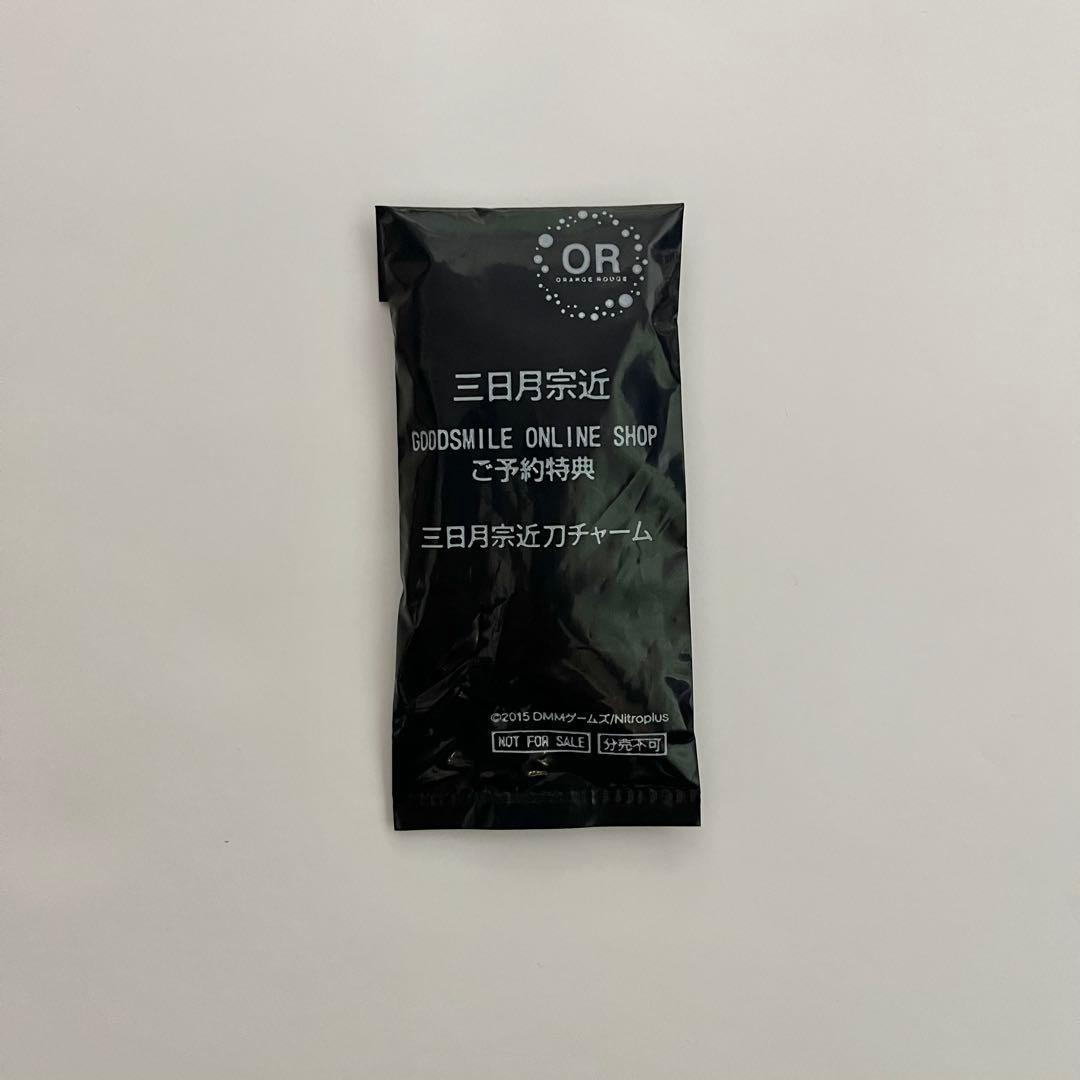 OR
ORANGE ROUGE
三日月宗近
GOODSMILE ONLINE SHOP
ご予約特典
三日月宗近刀チャーム
©2015 DMMゲームズ/Nitroplus
NOT FOR SALE 分売不可